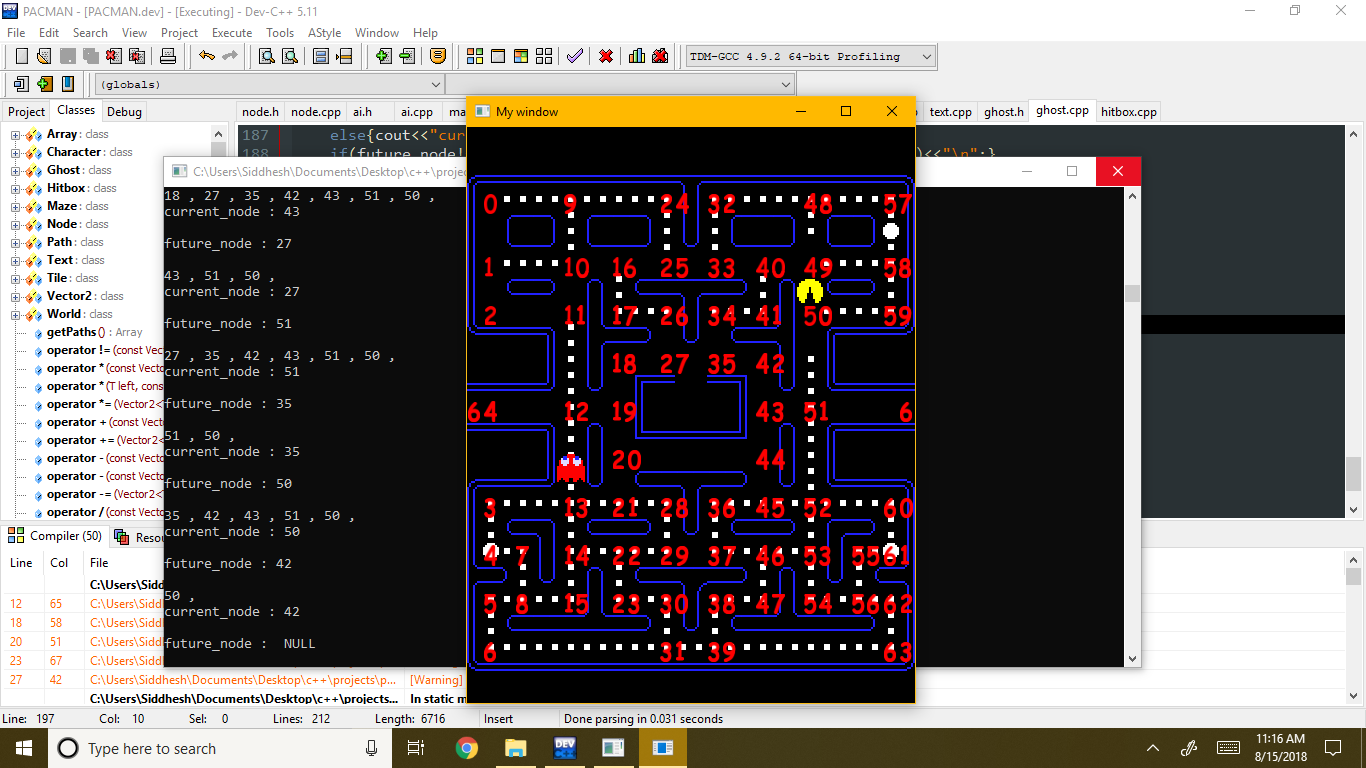 PACMAN - [PACMAN.dev] - [Executing] - Dev-C++ 5.11
File Edit Search View Project Execute Tools AStyle Window Help
TDM-GCC 4.9.2 64-bit Profiling
(globals)
Project Classes Debug
node.h node.cpp ai.h ai.cpp ma
text.cpp ghost.h ghost.cpp hitbox.cpp
My window
187 else{cout<<"cur
188 if(future_node! )<<"\n";}
C:\Users\Siddhesh\Documents\Desktop\c++\projec
Array : class
Character : class
Ghost : class
Hitbox : class
Maze : class
Node : class
Path : class
Text : class
Tile : class
Vector2 : class
World : class
getPaths () : Array
operator != (const Vec
operator * (const Vecto
operator * (T left, cons
operator *= (Vector2<
operator + (const Vect
operator += (Vector2<
operator - (const Vecto
operator - (const Vecto
operator -= (Vector2<
operator / (const Vecto
18 , 27 , 35 , 42 , 43 , 51 , 50 ,
current_node : 43
future_node : 27
43 , 51 , 50 ,
current_node : 27
future_node : 51
27 , 35 , 42 , 43 , 51 , 50 ,
current_node : 51
future_node : 35
51 , 50 ,
current_node : 35
future_node : 50
35 , 42 , 43 , 51 , 50 ,
current_node : 50
future_node : 42
50 ,
current_node : 42
future_node :  NULL
0 9 24 32 48 57
1 10 16 25 33 40 49 58
2 11 17 26 34 41 50 59
18 27 35 42
64 12 19 43 51 6
20 44
3 13 21 28 36 45 52 60
4 7 14 22 29 37 46 53 55 61
5 8 15 23 30 38 47 54 56 62
6 31 39 63
Compiler (50) Resou
Line Col File
C:\Users\Sidd
12 65 C:\Users\Sidd
18 58 C:\Users\Sidd
20 51 C:\Users\Sidd
23 67 C:\Users\Sidd
27 42 C:\Users\Siddhesh\Documents\Desktop\c++\projects\p... [Warning]
C:\Users\Siddhesh\Documents\Desktop\c++\projects... In static m
Line: 197 Col: 10 Sel: 0 Lines: 212 Length: 6716 Insert Done parsing in 0.031 seconds
Type here to search
DEV
11:16 AM
8/15/2018